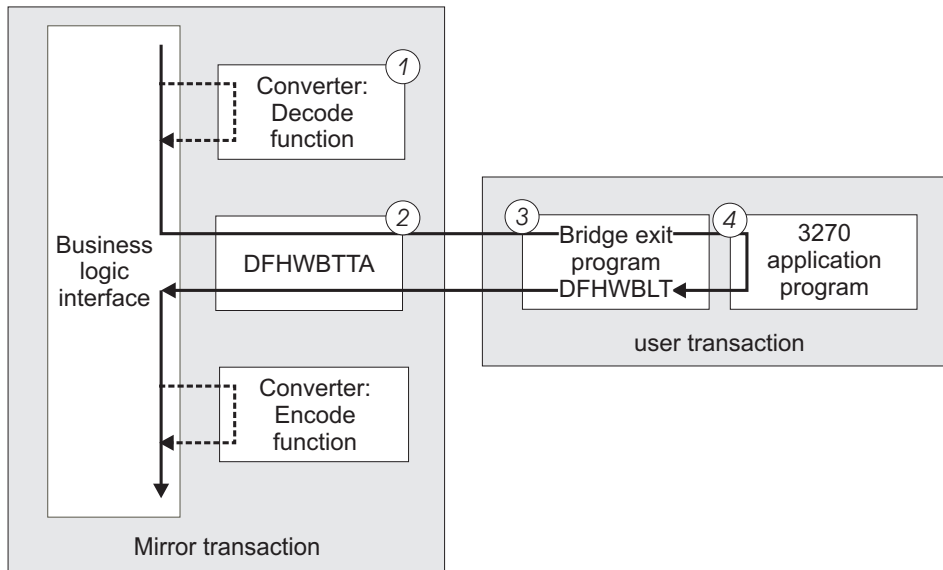 1
Converter:
Decode
function
2
DFHWBTTA
Business
logic
interface
3
Bridge exit
program
DFHWBLT
4
3270
application
program
user transaction
Converter:
Encode
function
Mirror transaction